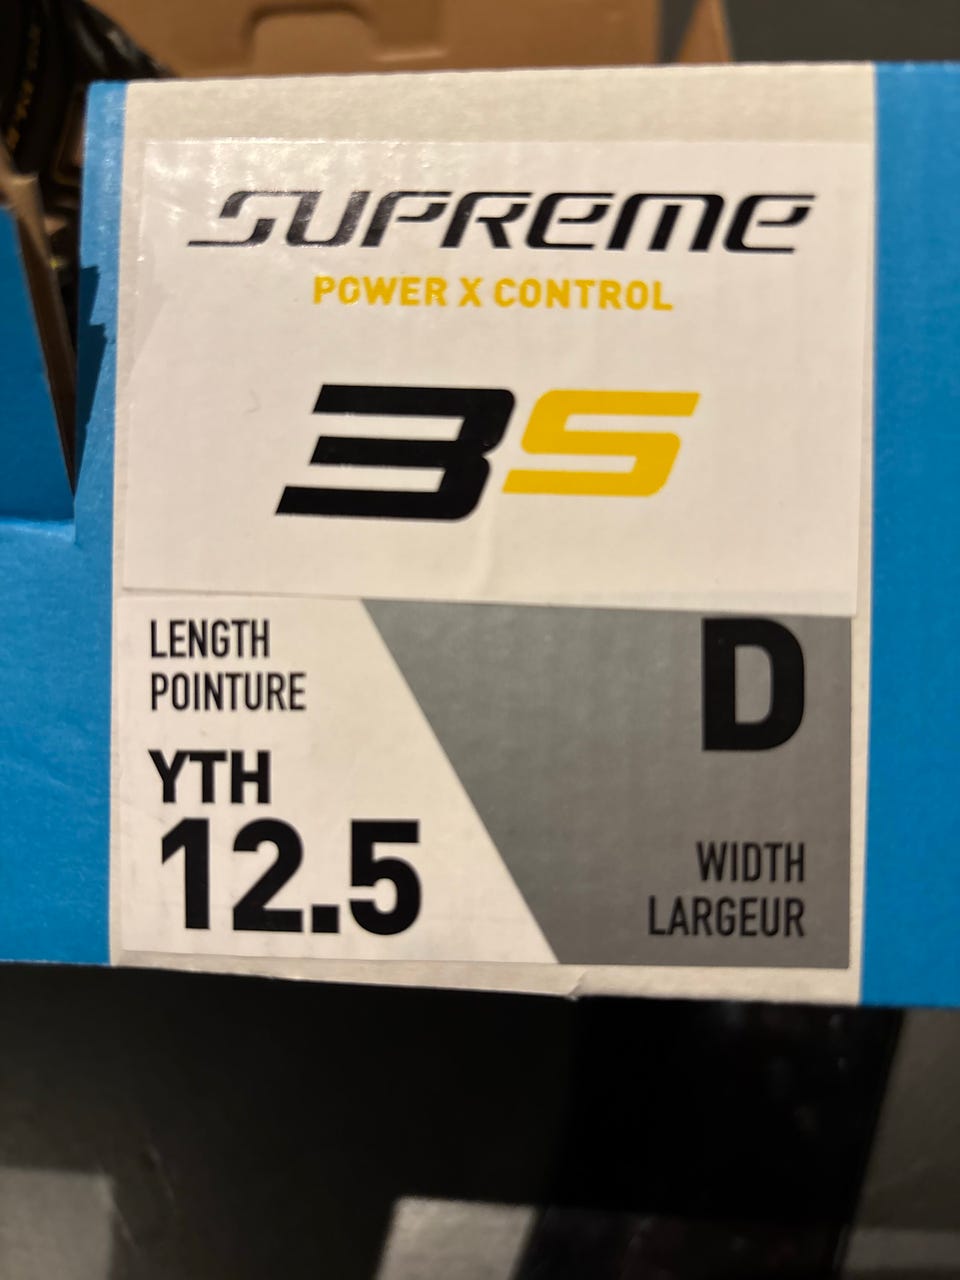 SUPREME
POWER X CONTROL
3S
LENGTH
POINTURE
YTH
12.5
D
WIDTH
LARGEUR